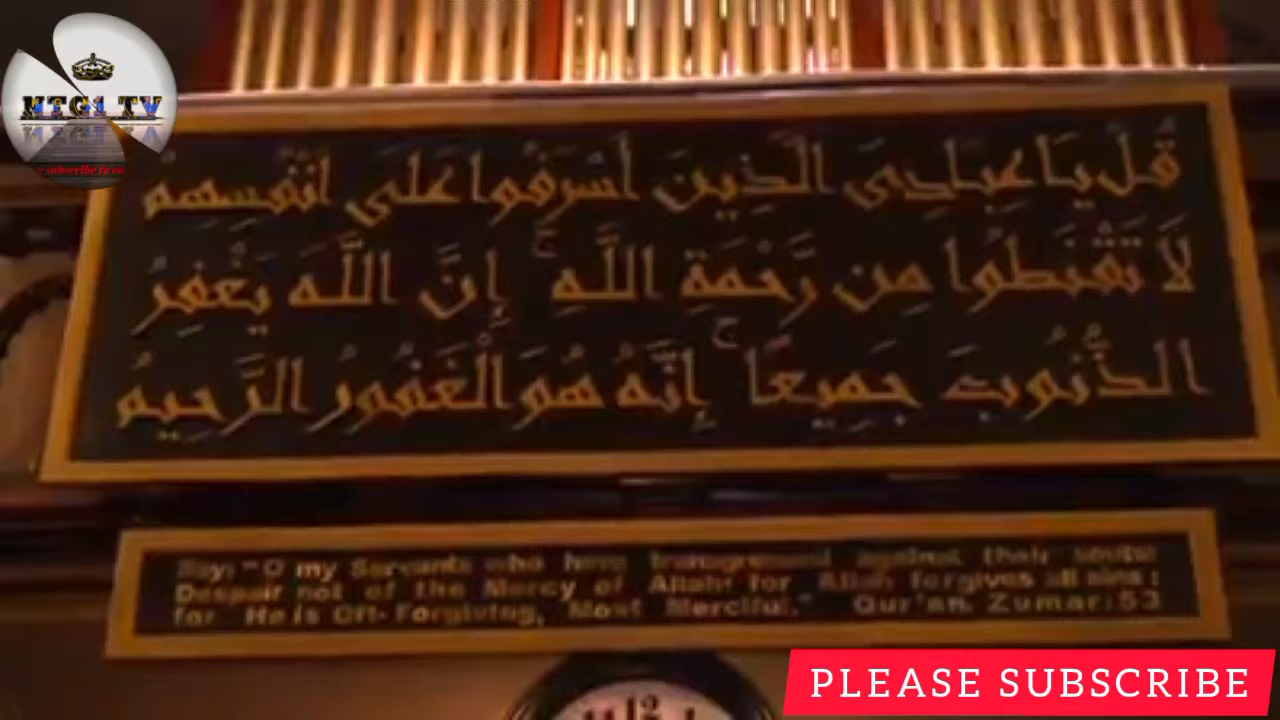 NTG1 TV
قُلْ يَا عِبَادِىَ الَّذِينَ أَسْرَفُوا عَلَى أَنْفُسِهِمْ
لَا تَقْنَطُوا مِن رَّحْمَةِ اللَّهِ ۚ إِنَّ اللَّهَ يَغْفِرُ
الذُّنُوبَ جَمِيعًا ۚ إِنَّهُ هُوَ الْغَفُورُ الرَّحِيمُ
Say: "O my Servants who have transgressed against their souls!
Despair not of the Mercy of Allah: for Allah forgives all sins:
for He is Oft-Forgiving, Most Merciful." Qur'an. Zumar:53
12
PLEASE SUBSCRIBE